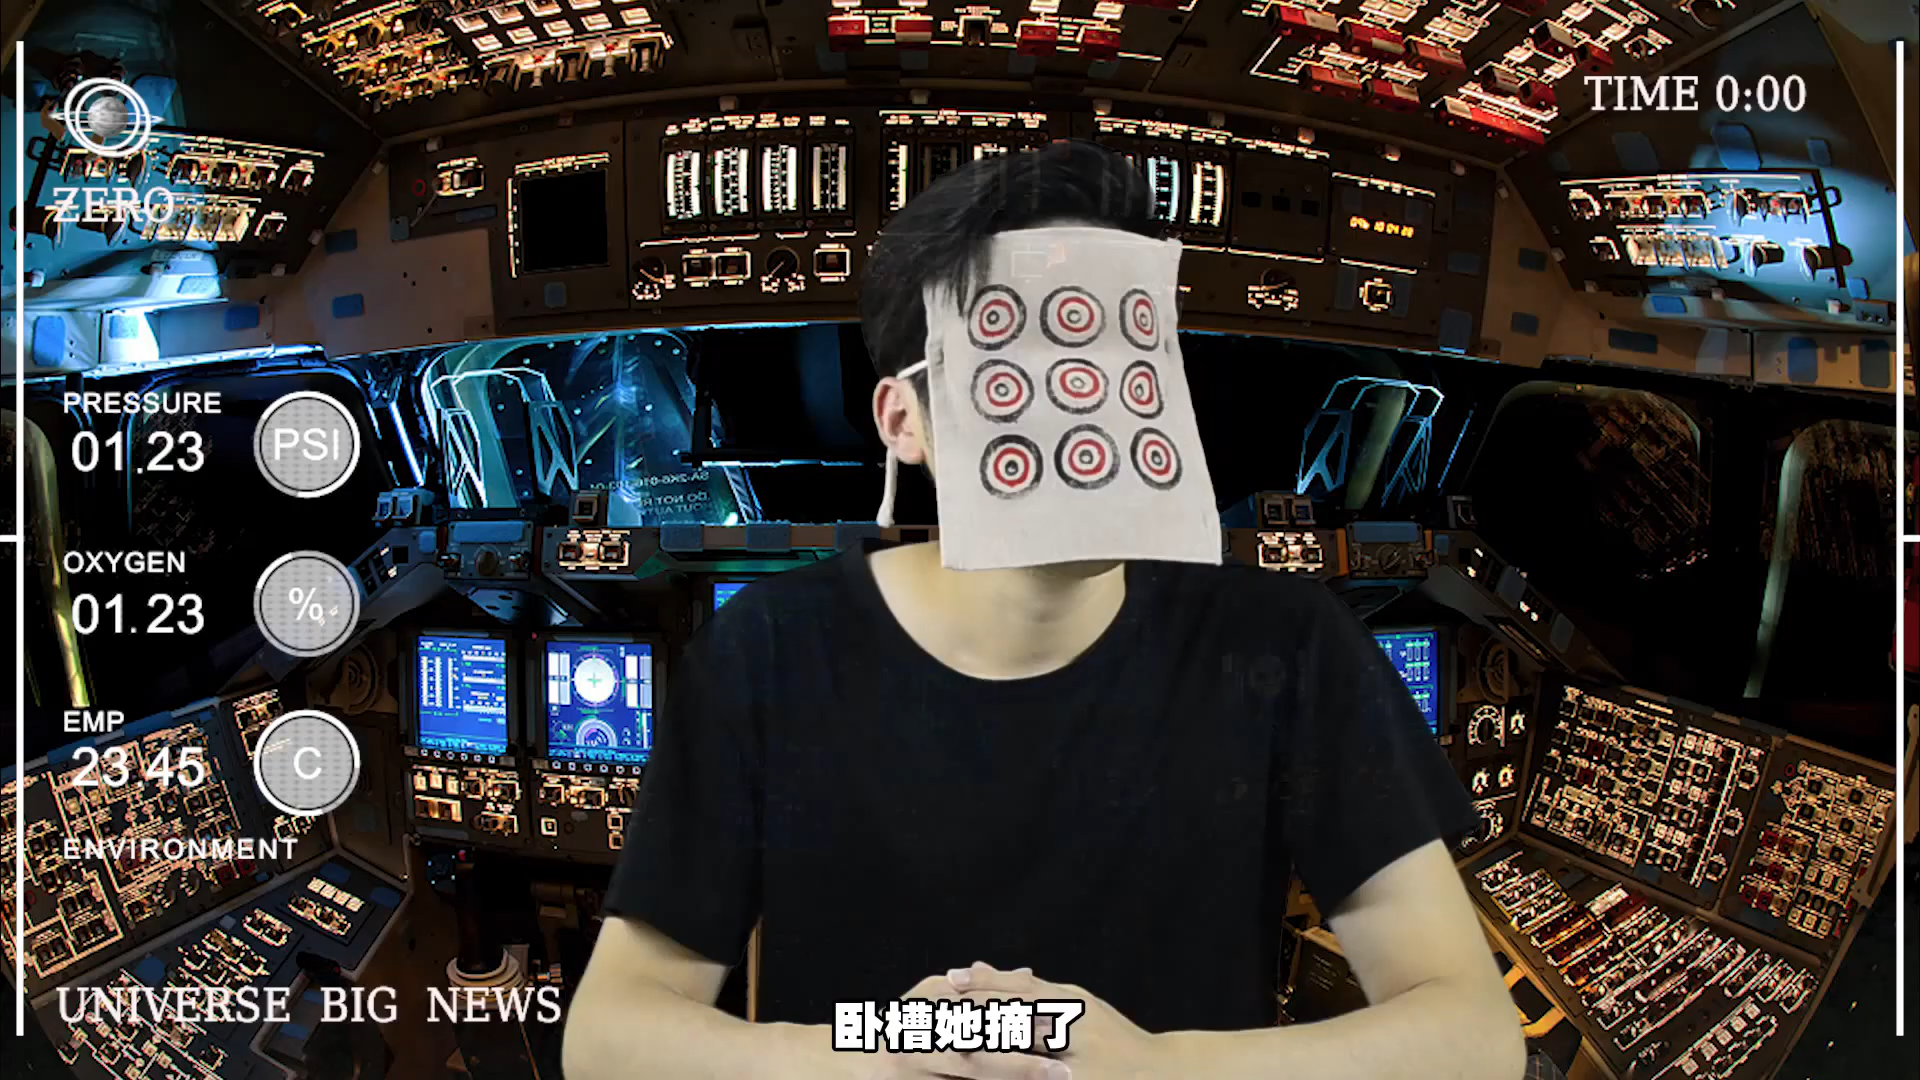 TIME 0:00
ZERO
PRESSURE
01.23
PSI
OXYGEN
01.23
%
EMP
23 45
C
ENVIRONMENT
UNIVERSE BIG NEWS
卧槽她摘了